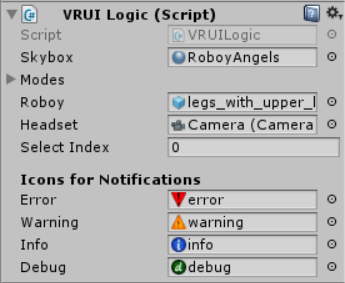 VRUI Logic (Script)
Script VRUILogic
Skybox RoboyAngels
Modes
Roboy legs_with_upper_l
Headset Camera (Camera
Select Index 0
Icons for Notifications
Error error
Warning warning
Info info
Debug debug